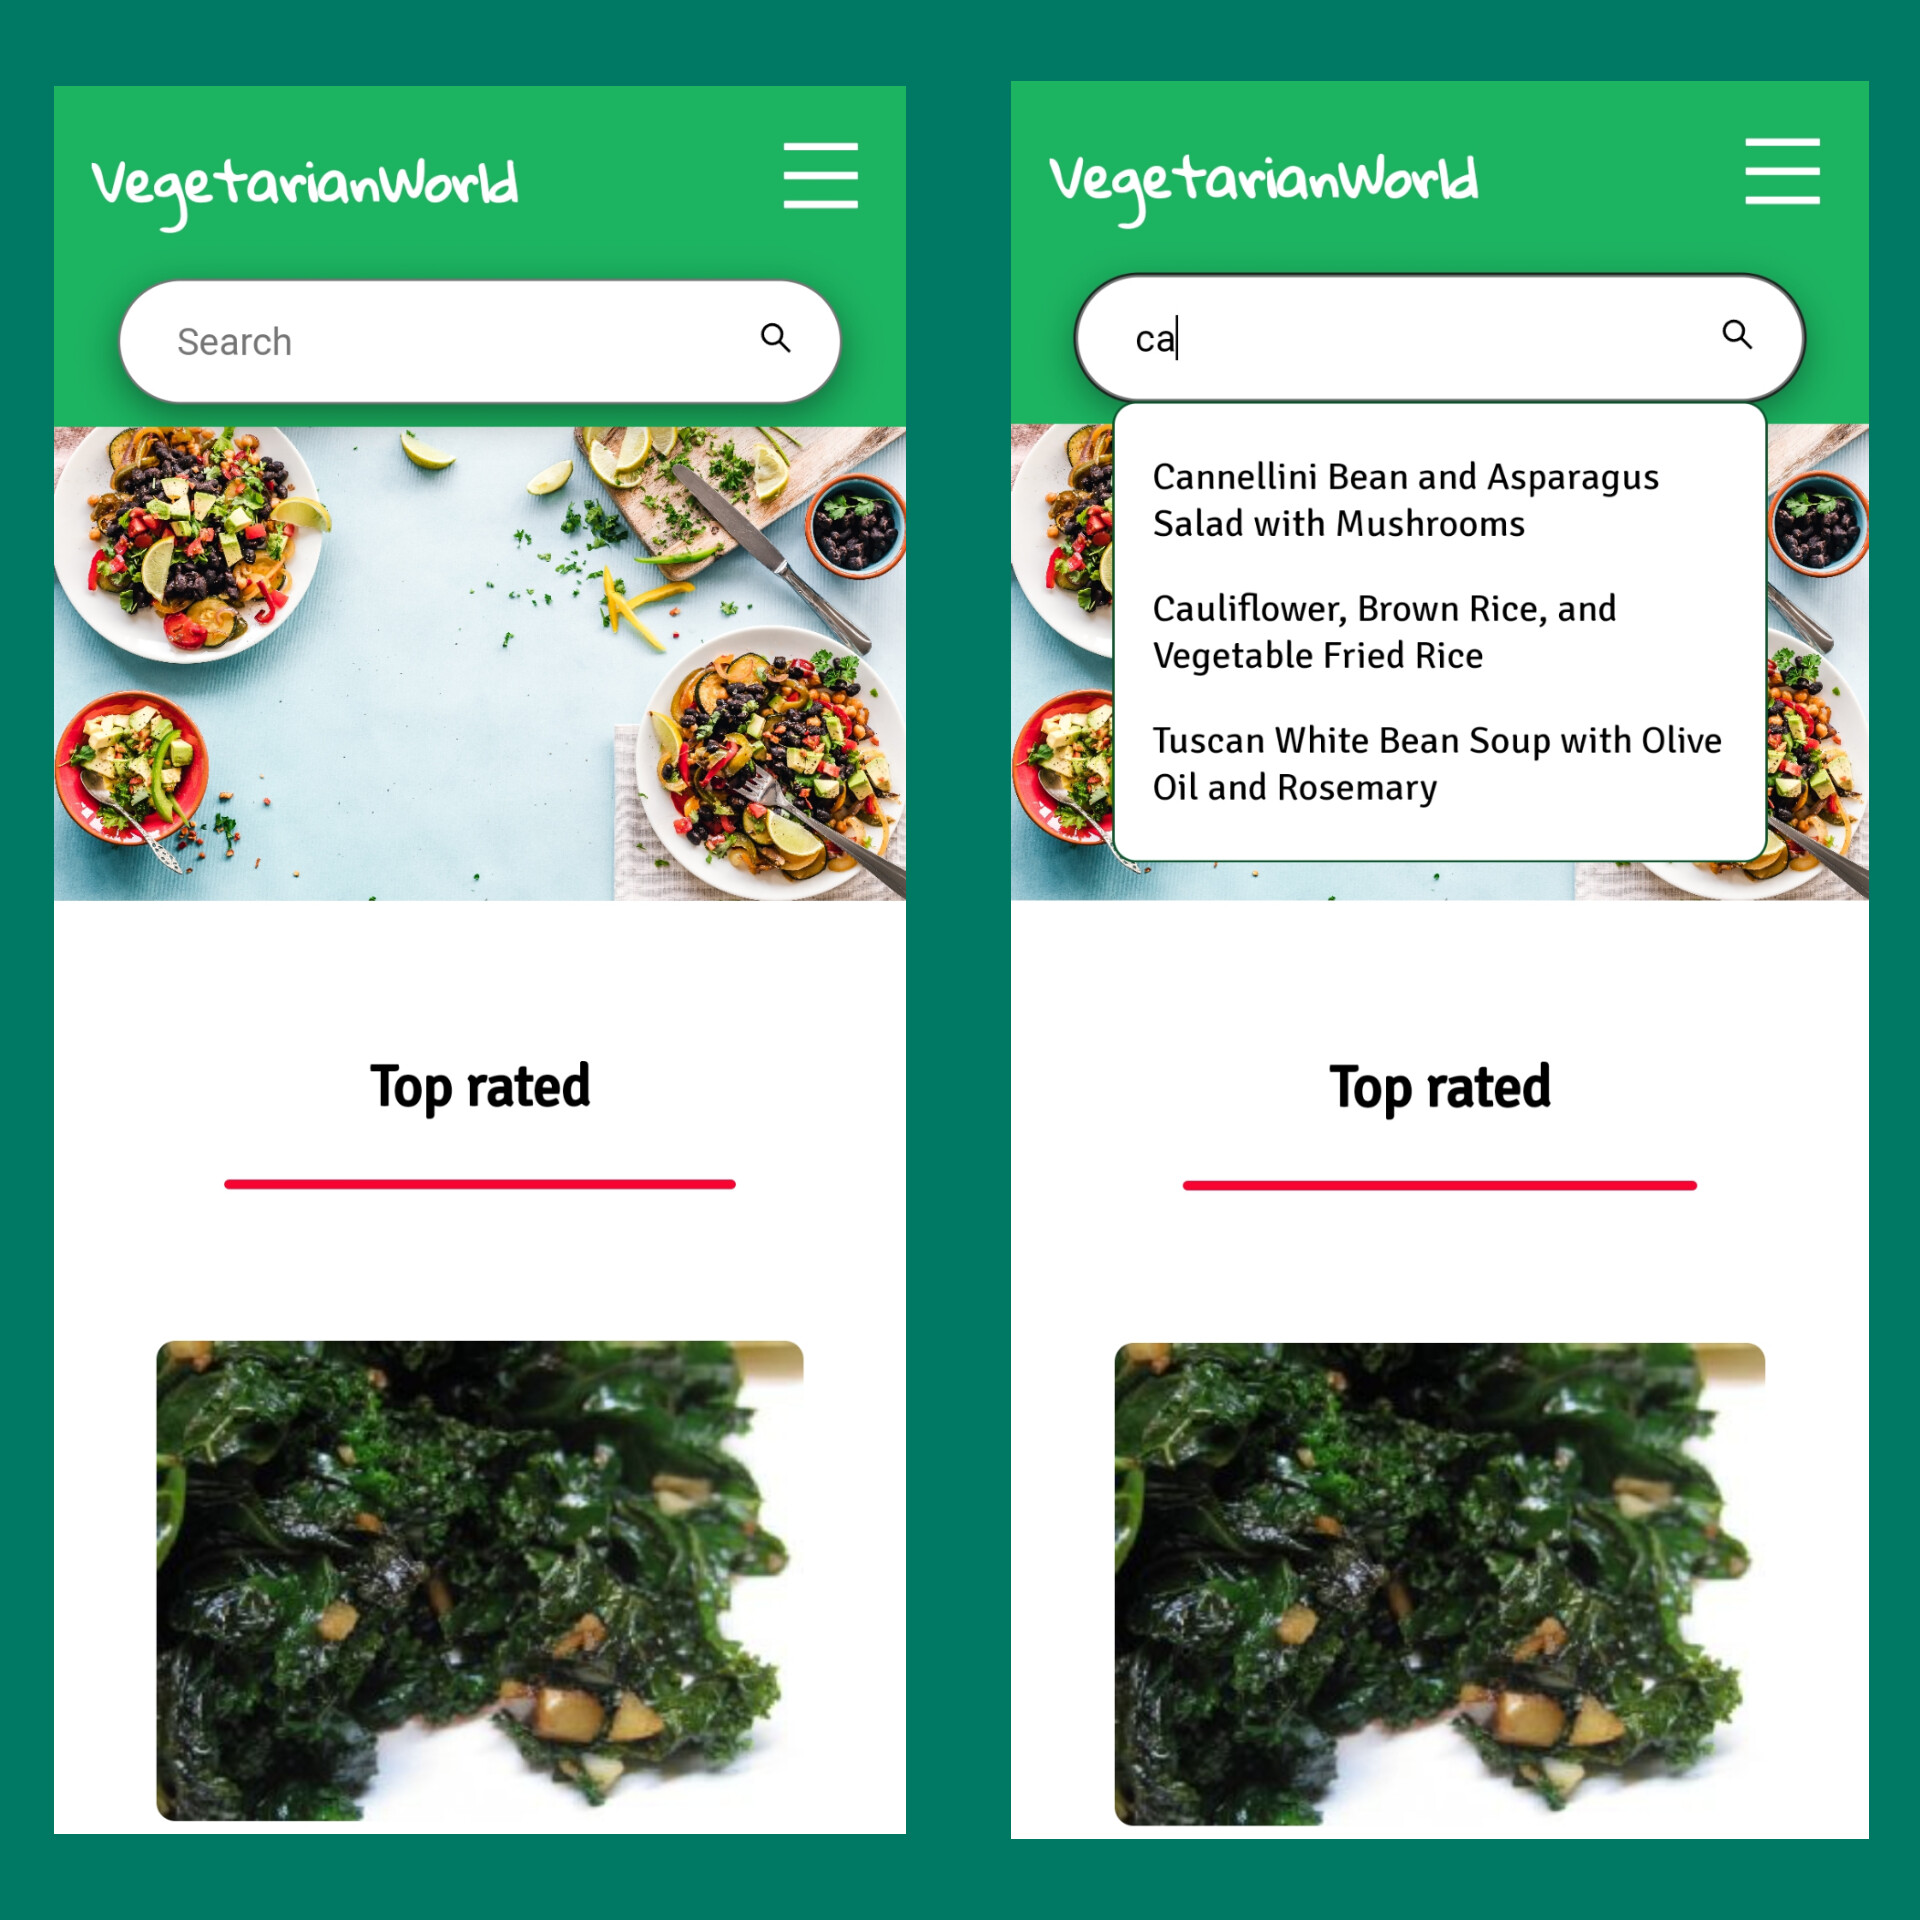 VegetarianWorld
Search
Top rated
VegetarianWorld
ca
Cannellini Bean and Asparagus
Salad with Mushrooms
Cauliflower, Brown Rice, and
Vegetable Fried Rice
Tuscan White Bean Soup with Olive
Oil and Rosemary
Top rated